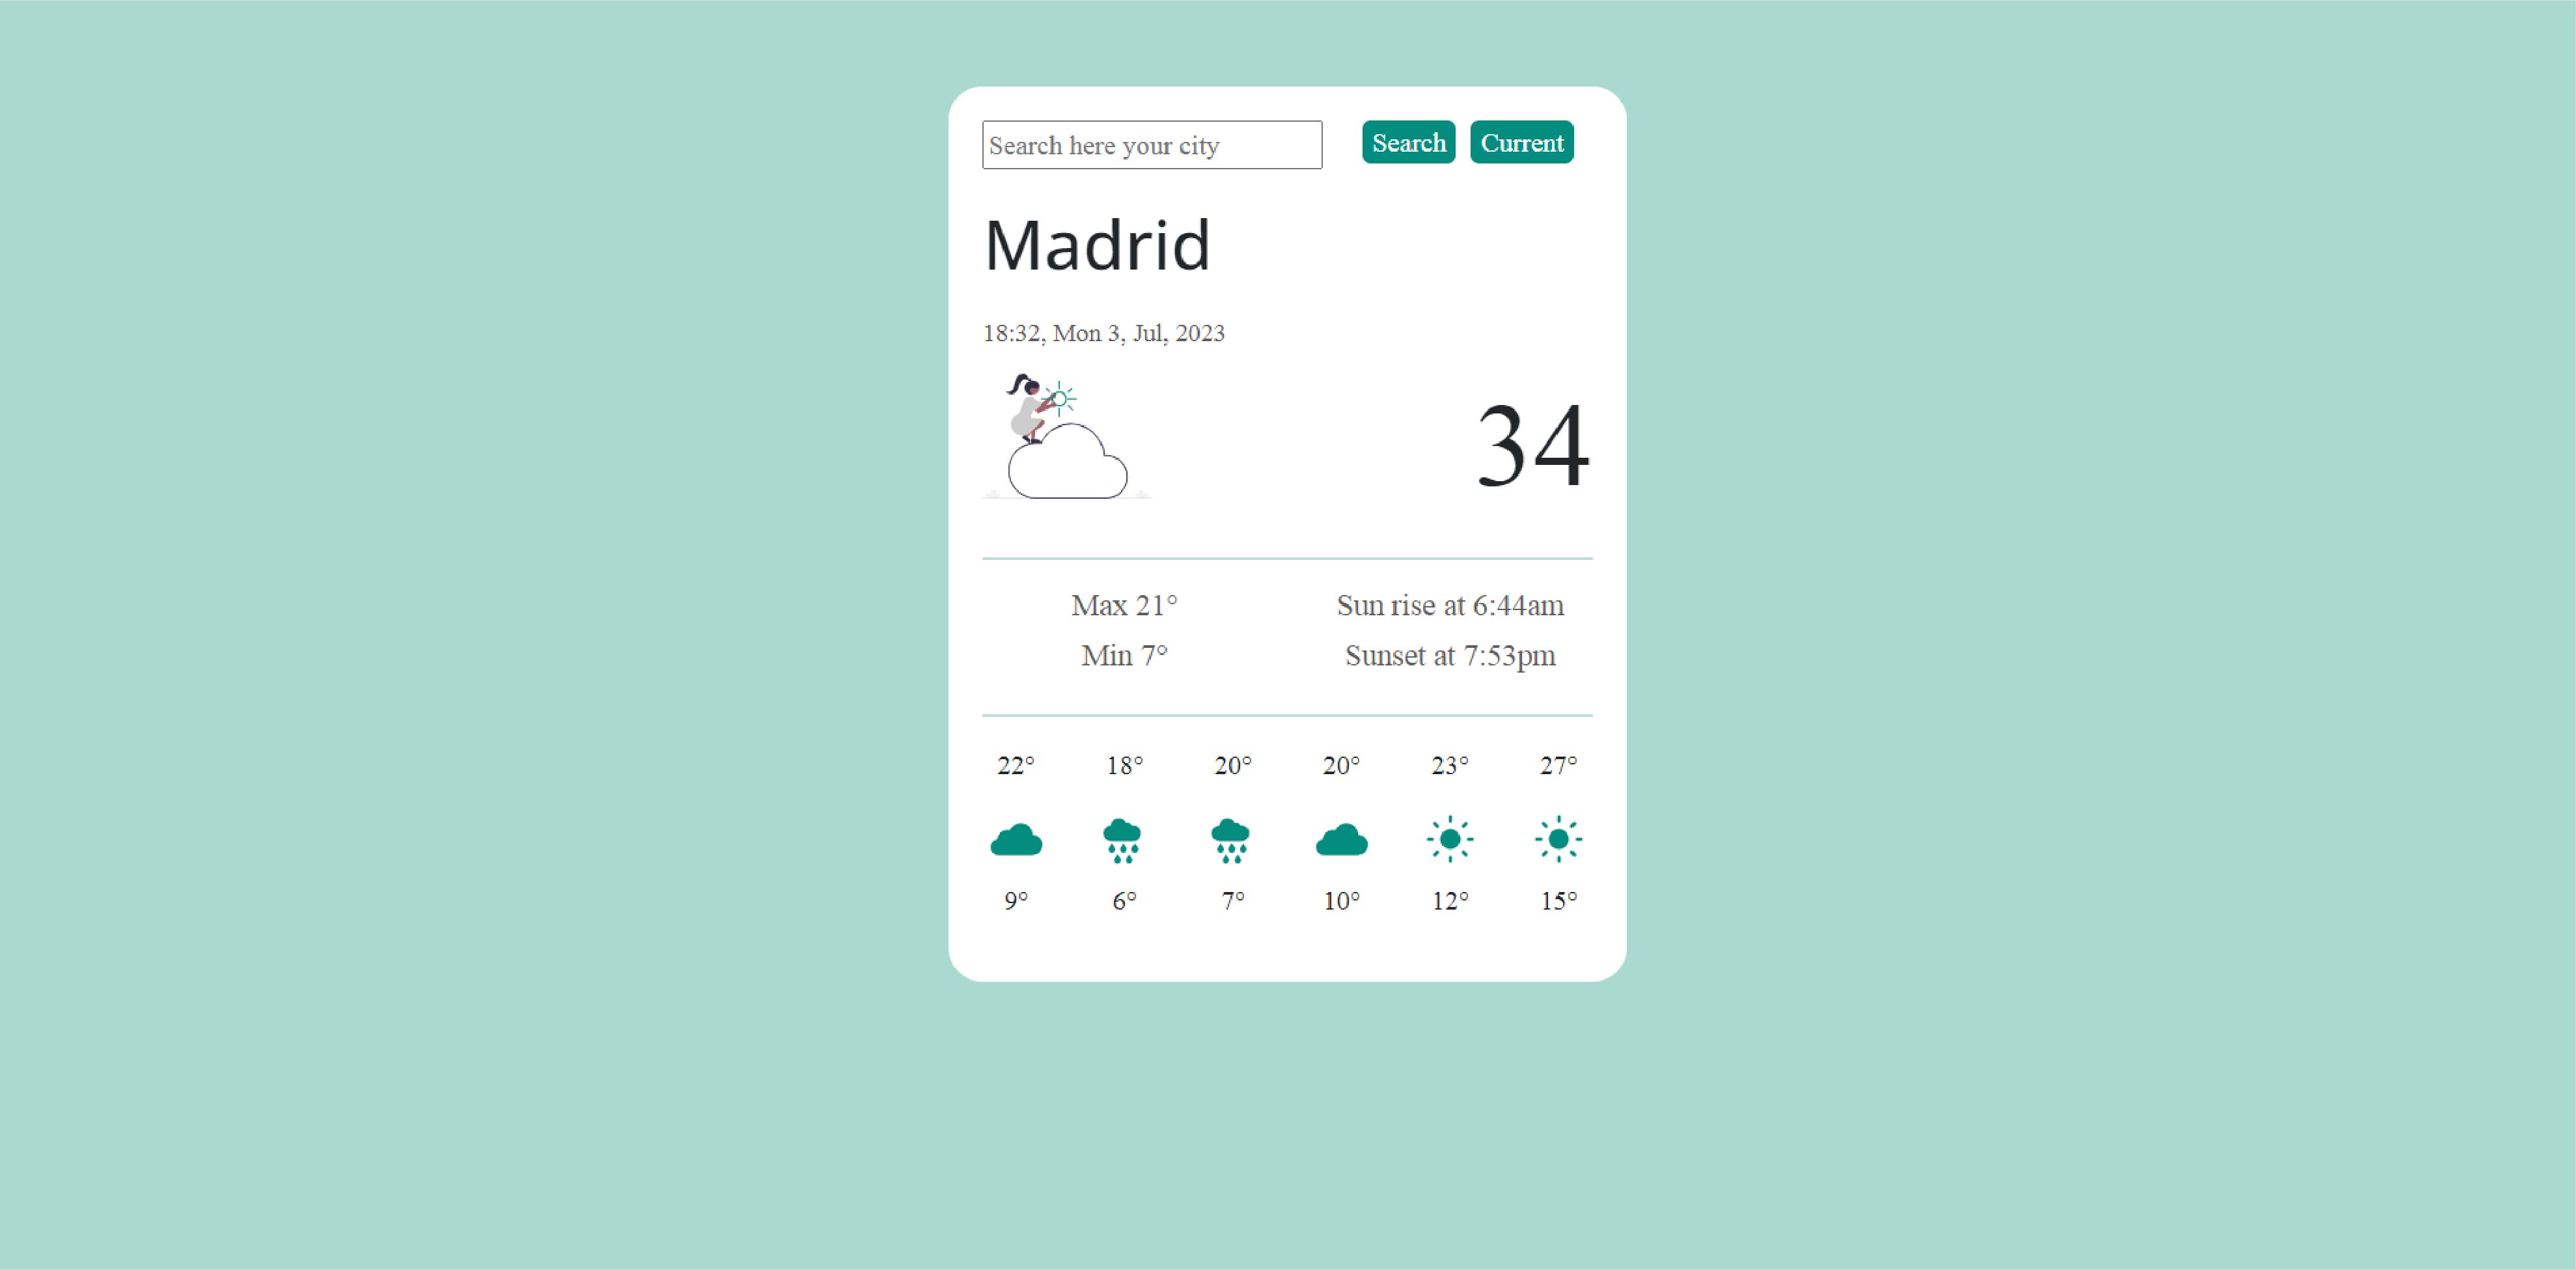 Search here your city
Search Current
Madrid
18:32, Mon 3, Jul, 2023
34
Max 21° Sun rise at 6:44am
Min 7° Sunset at 7:53pm
22° 18° 20° 20° 23° 27°
9° 6° 7° 10° 12° 15°